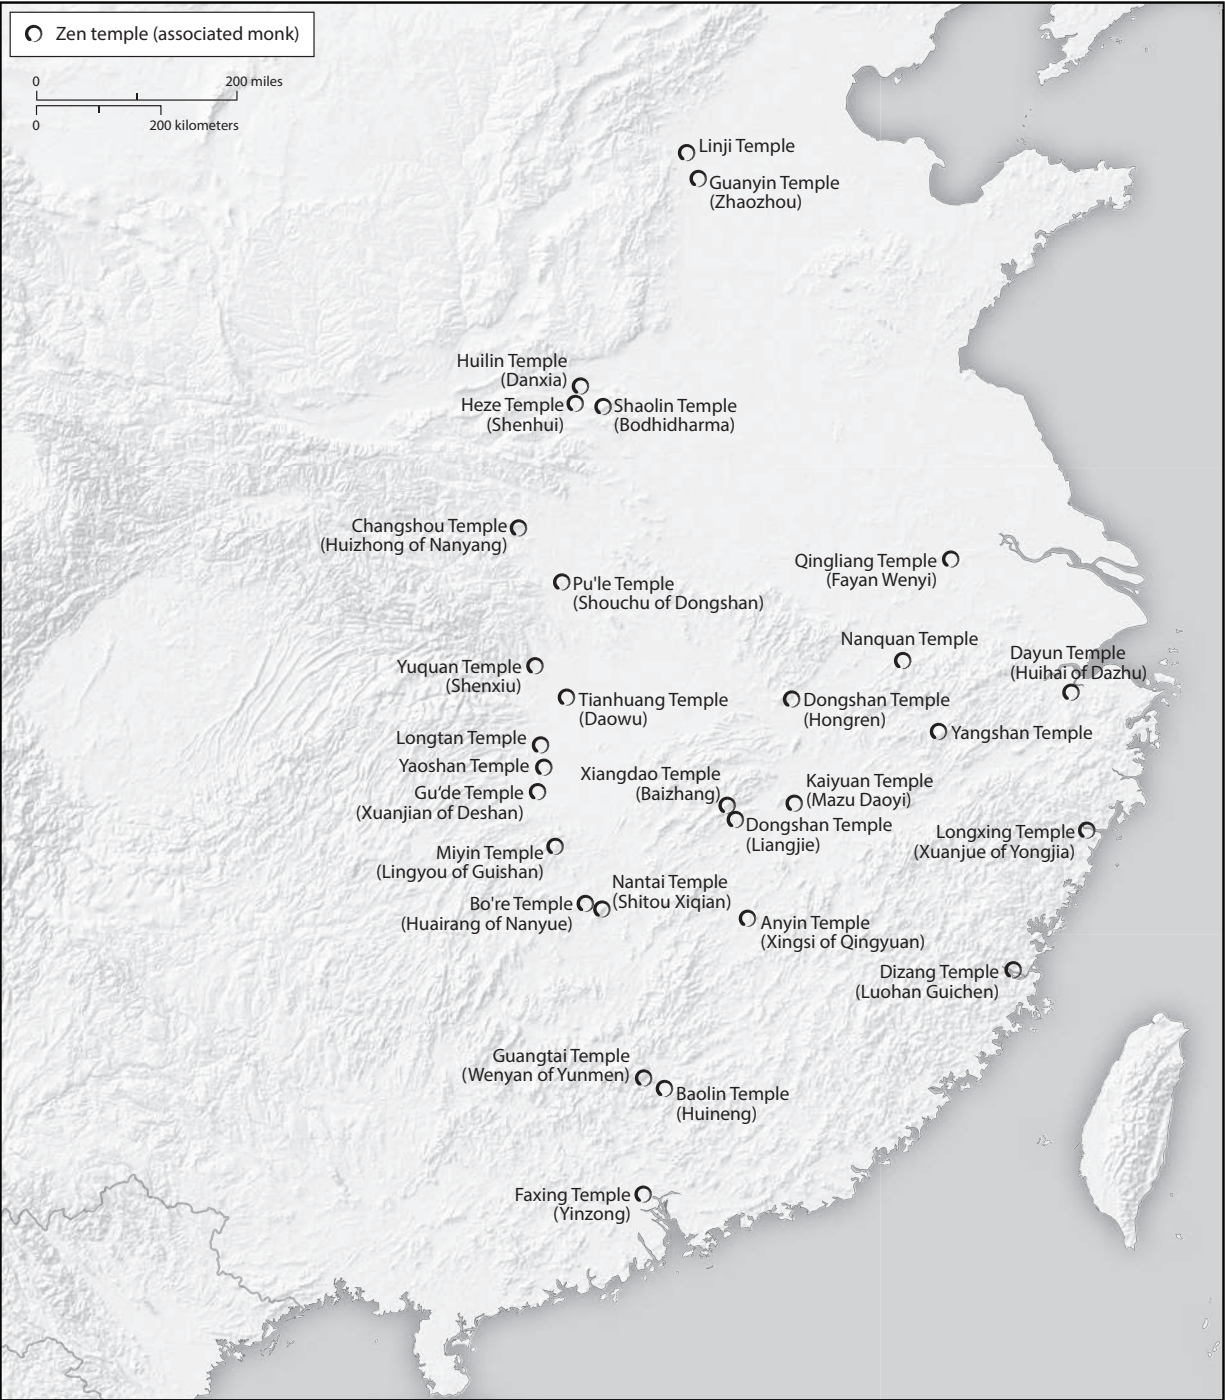 Zen temple (associated monk)
0 200 miles
0 200 kilometers
Linji Temple
Guanyin Temple
(Zhaozhou)
Huilin Temple
(Danxia)
Heze Temple
(Shenhui)
Shaolin Temple
(Bodhidharma)
Changshou Temple
(Huizhong of Nanyang)
Qingliang Temple
(Fayan Wenyi)
Pu'le Temple
(Shouchu of Dongshan)
Nanquan Temple
Dayun Temple
(Huihai of Dazhu)
Yuquan Temple
(Shenxiu)
Tianhuang Temple
(Daowu)
Dongshan Temple
(Hongren)
Yangshan Temple
Longtan Temple
Yaoshan Temple
Gu‘de Temple
(Xuanjian of Deshan)
Xiangdao Temple
(Baizhang)
Kaiyuan Temple
(Mazu Daoyi)
Dongshan Temple
(Liangjie)
Longxing Temple
(Xuanjue of Yongjia)
Miyin Temple
(Lingyou of Guishan)
Nantai Temple
(Shitou Xiqian)
Bo're Temple
(Huairang of Nanyue)
Anyin Temple
(Xingsi of Qingyuan)
Dizang Temple
(Luohan Guichen)
Guangtai Temple
(Wenyan of Yunmen)
Baolin Temple
(Huineng)
Faxing Temple
(Yinzong)